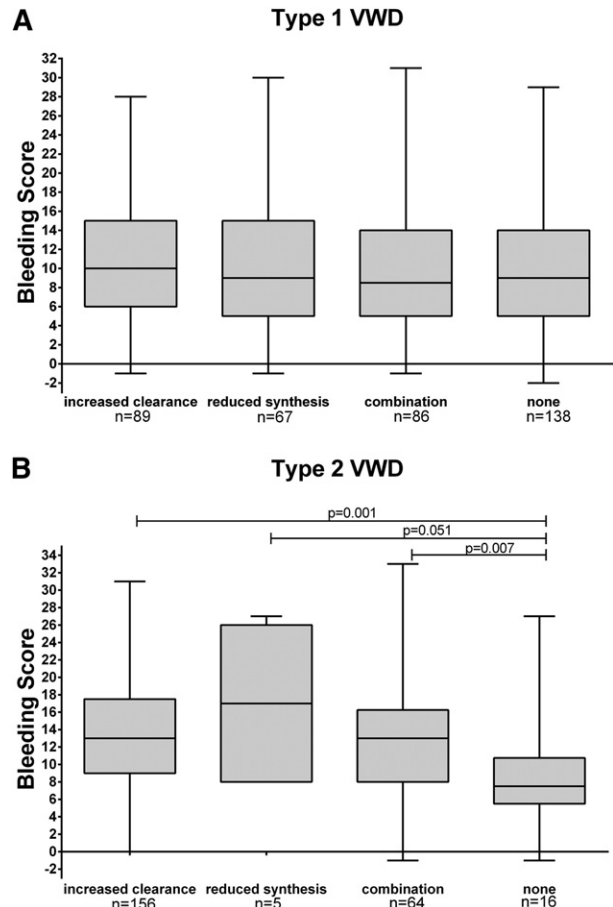 A
Type 1 VWD
Bleeding Score
32
30
28
26
24
22
20
18
16
14
12
10
8
6
4
2
0
-2
increased clearance reduced synthesis combination none
n=89 n=67 n=86 n=138
B
Type 2 VWD
p=0.001
p=0.051
p=0.007
Bleeding Score
34
32
30
28
26
24
22
20
18
16
14
12
10
8
6
4
2
0
-2
increased clearance reduced synthesis combination none
n=156 n=5 n=64 n=16